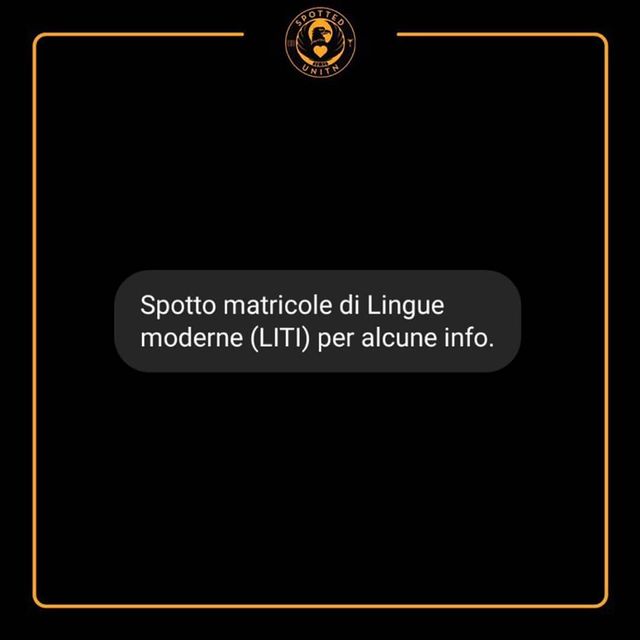 SPOTTED
UNITN
Spotto matricole di Lingue
moderne (LITI) per alcune info.